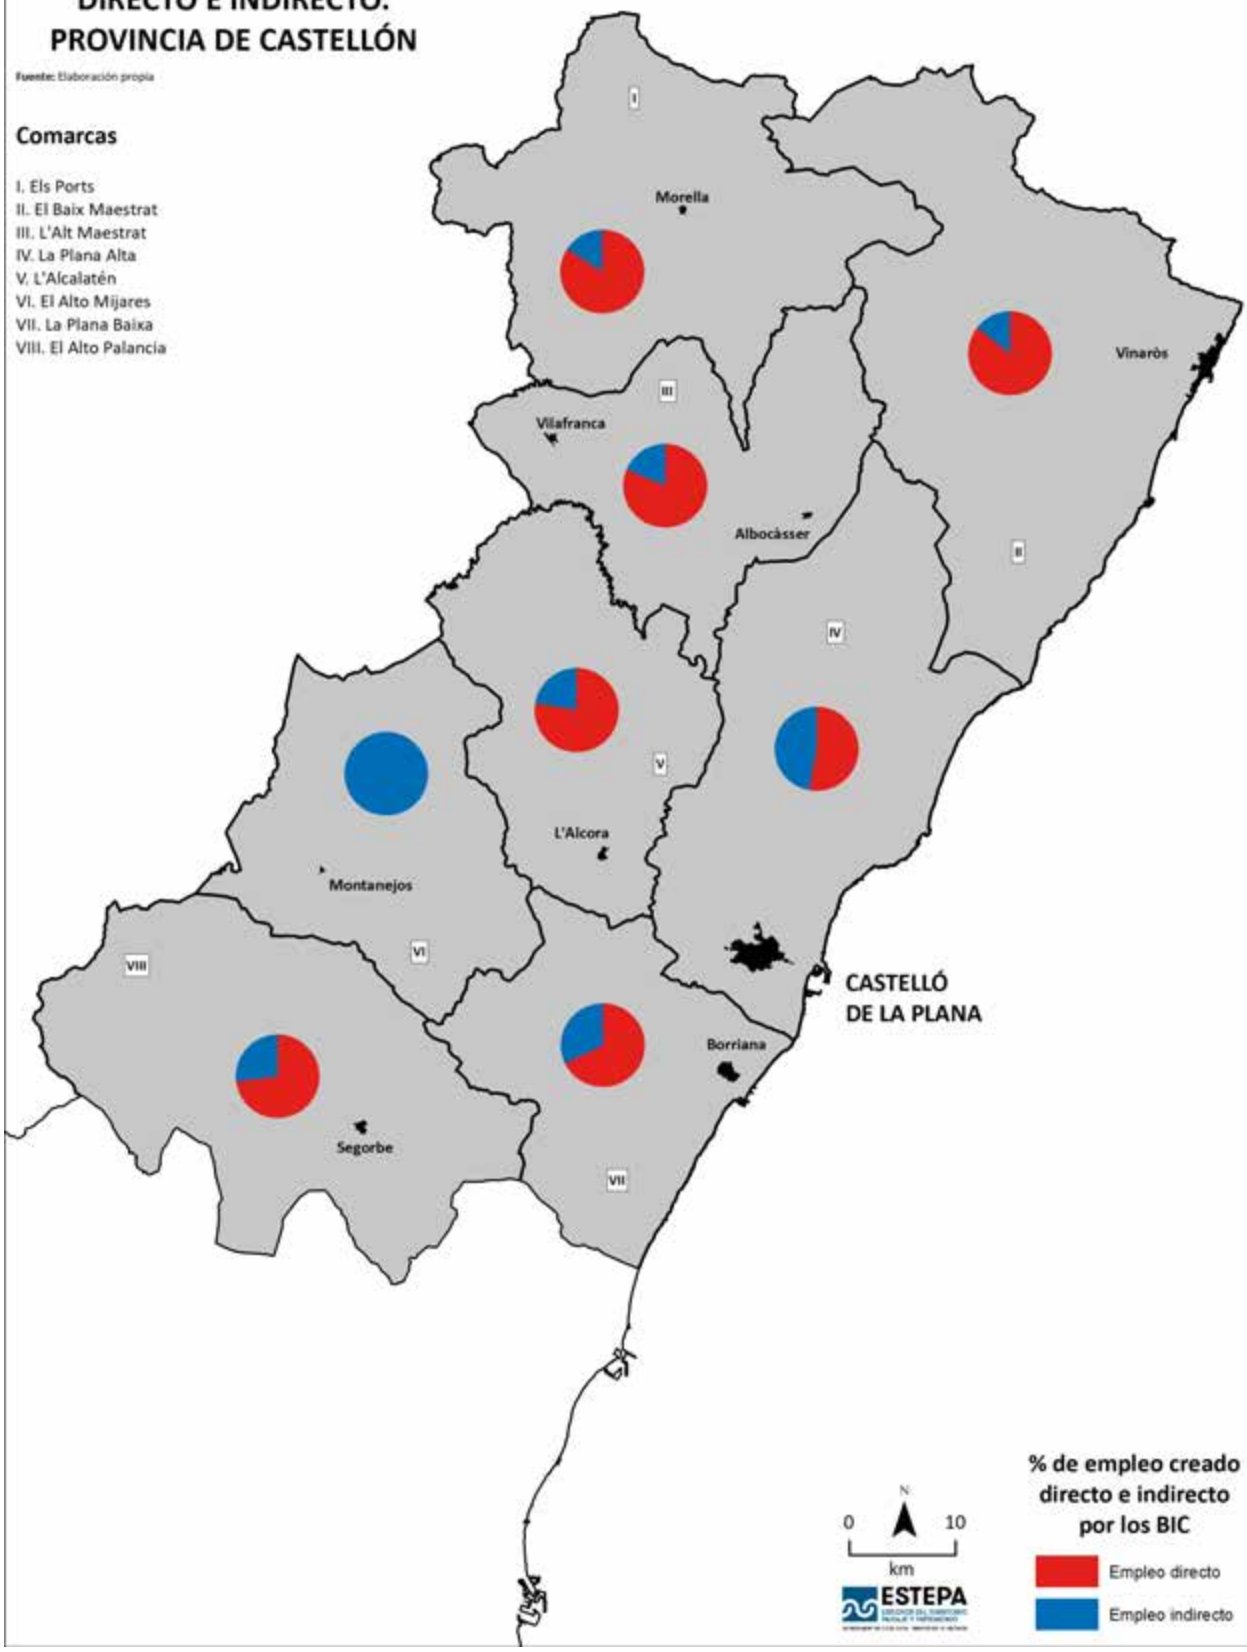 DIRECTO E INDIRECTO.
PROVINCIA DE CASTELLÓN
Fuente: Elaboración propia
Comarcas
I. Els Ports
II. El Baix Maestrat
III. L'Alt Maestrat
IV. La Plana Alta
V. L'Alcalatén
VI. El Alto Mijares
VII. La Plana Baixa
VIII. El Alto Palancia
I
Morella
Vinaròs
III
Vilafranca
Albocàsser
II
IV
V
L'Alcora
Montanejos
VI
VIII
CASTELLÓ
DE LA PLANA
Borriana
Segorbe
VII
% de empleo creado
directo e indirecto
por los BIC
N
0 10
km
Empleo directo
Empleo indirecto
ESTEPA